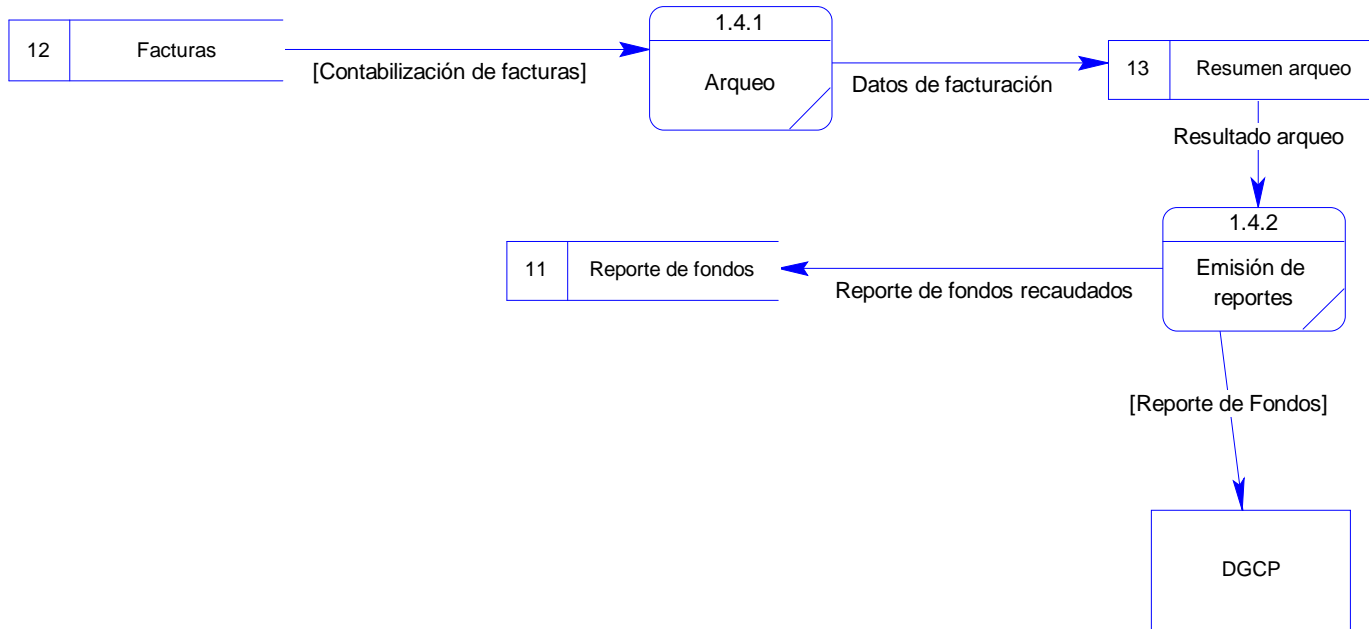 1.4.1
12 Facturas
[Contabilización de facturas]
Arqueo
Datos de facturación
13 Resumen arqueo
Resultado arqueo
1.4.2
Emisión de
reportes
11 Reporte de fondos
Reporte de fondos recaudados
[Reporte de Fondos]
DGCP